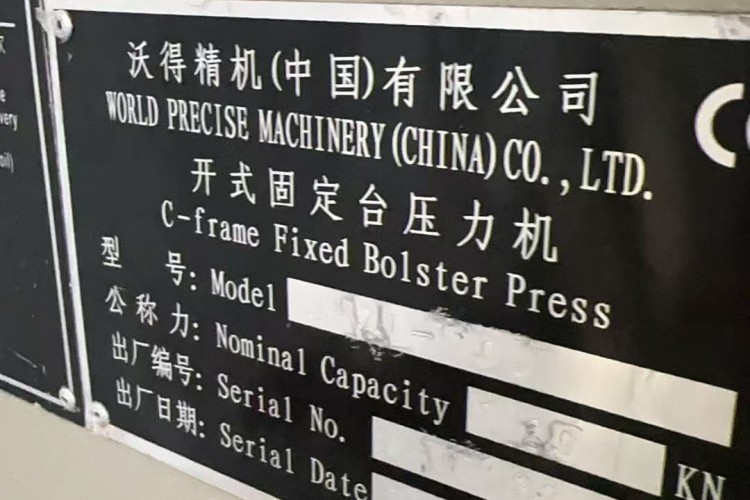 沃得精机(中国)有限公司
WORLD PRECISE MACHINERY(CHINA)CO.,LTD.
开式固定台压力机
C-frame Fixed Bolster Press
型 号: Model
公称力: Nominal Capacity KN
出厂编号: Serial No.
出厂日期: Serial Date